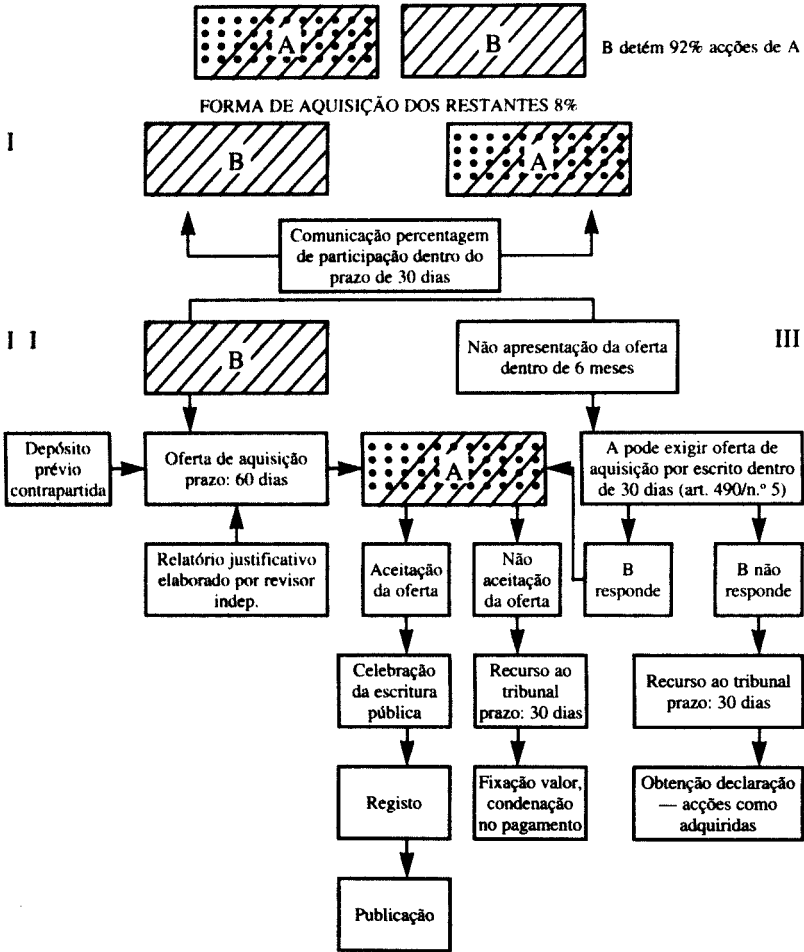 A
B
B detém 92% acções de A
FORMA DE AQUISIÇÃO DOS RESTANTES 8%
I
B
A
Comunicação percentagem
de participação dentro do
prazo de 30 dias
I I
B
Não apresentação da oferta
dentro de 6 meses
III
Depósito
prévio
contrapartida
Oferta de aquisição
prazo: 60 dias
A
A pode exigir oferta de
aquisição por escrito dentro
de 30 dias (art. 490/n.º 5)
Relatório justificativo
elaborado por revisor
indep.
Aceitação
da oferta
Não
aceitação
da oferta
B
responde
B não
responde
Celebração
da escritura
pública
Recurso ao
tribunal
prazo: 30 dias
Recurso ao tribunal
prazo: 30 dias
Registo
Fixação valor,
condenação
no pagamento
Obtenção declaração
— acções como
adquiridas
Publicação